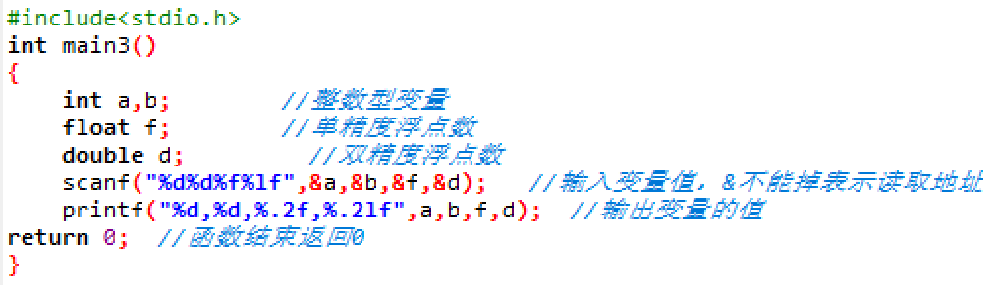 #include<stdio.h>
int main3()
{
    int a,b;        //整数型变量
    float f;        //单精度浮点数
    double d;         //双精度浮点数
    scanf("%d%d%f%lf",&a,&b,&f,&d);   //输入变量值，&不能掉表示读取地址
    printf("%d,%d,%.2f,%.2lf",a,b,f,d);  //输出变量的值
return 0;  //函数结束返回0
}